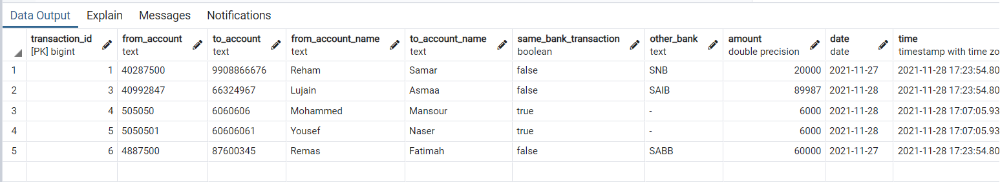 Data Output Explain Messages Notifications
transaction_id from_account to_account from_account_name to_account_name same_bank_transaction other_bank amount date time
[PK] bigint text text text text boolean text double precision date timestamp with time zo
1 1 40287500 9908866676 Reham Samar false SNB 20000 2021-11-27 2021-11-28 17:23:54.80
2 3 40992847 66324967 Lujain Asmaa false SAIB 89987 2021-11-28 2021-11-28 17:23:54.80
3 4 505050 6060606 Mohammed Mansour true - 6000 2021-11-28 2021-11-28 17:07:05.93
4 5 5050501 60606061 Yousef Naser true - 6000 2021-11-28 2021-11-28 17:07:05.93
5 6 4887500 87600345 Remas Fatimah false SABB 60000 2021-11-27 2021-11-28 17:23:54.80